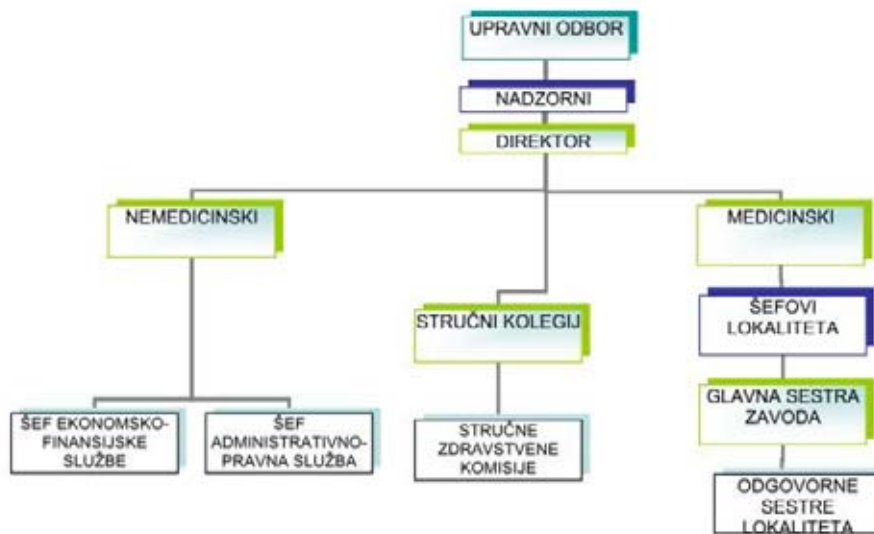 UPRAVNI ODBOR
NADZORNI
DIREKTOR
NEMEDICINSKI
MEDICINSKI
STRUČNI KOLEGIJ
ŠEFOVI
LOKALITETA
GLAVNA SESTRA
ZAVODA
ŠEF EKONOMSKO-
FINANSIJSKE
SLUŽBE
ŠEF
ADMINISTRATIVNO-
PRAVNA SLUŽBA
STRUČNE
ZDRAVSTVENE
KOMISIJE
ODGOVORNE
SESTRE
LOKALITETA